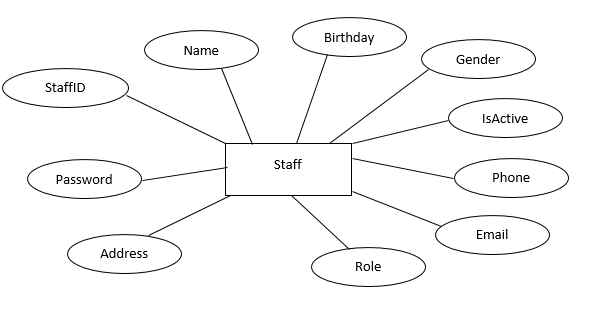 Birthday
Name
Gender
StaffID
IsActive
Staff
Phone
Password
Email
Address
Role